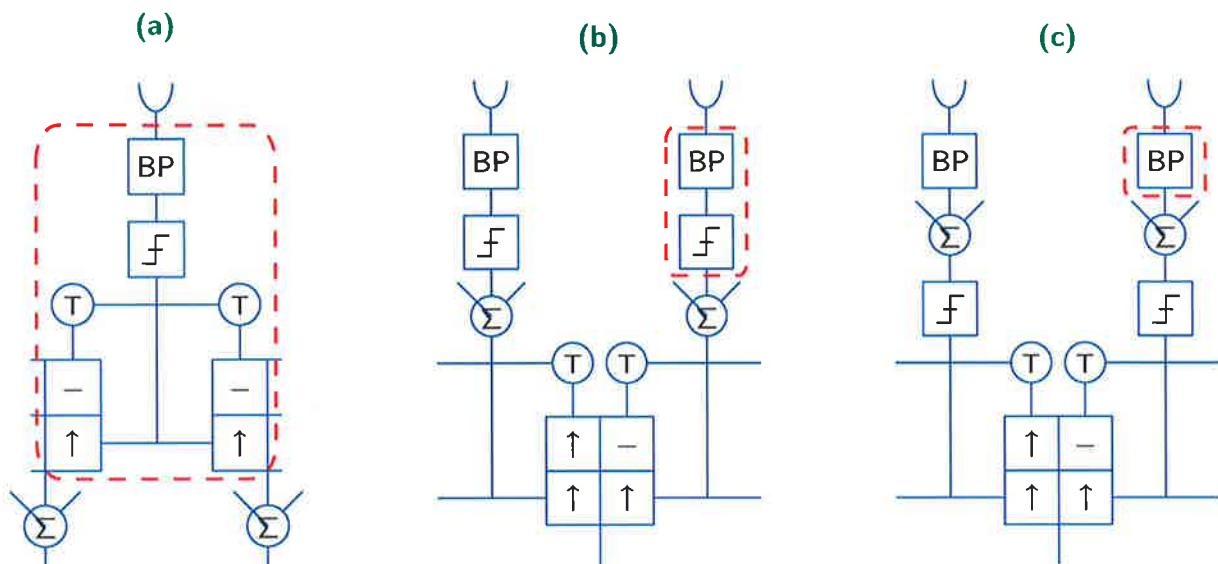 (a) (b) (c)
BP BP BP BP BP
Σ Σ
T T
Σ Σ
T T T T
– – – –
↑ ↑
↑ ↑ ↑ ↑ ↑ ↑
Σ Σ